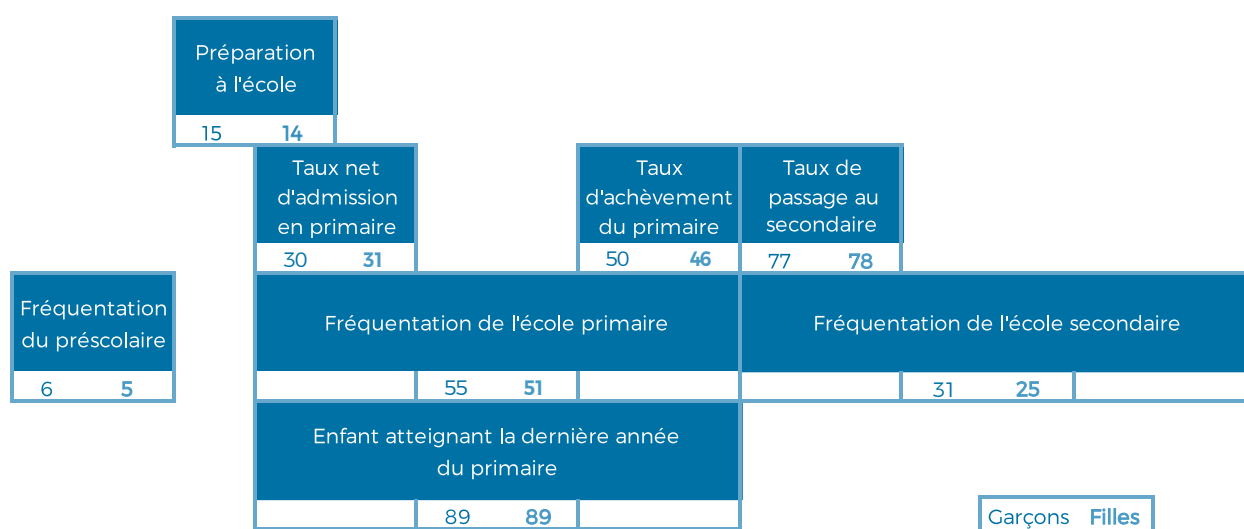 Préparation
à l'école
15 14
Taux net
d'admission
en primaire
30 31
Taux
d'achèvement
du primaire
50 46
Taux de
passage au
secondaire
77 78
Fréquentation
du préscolaire
6 5
Fréquentation de l'école primaire
55 51
Fréquentation de l'école secondaire
31 25
Enfant atteignant la dernière année
du primaire
89 89
Garçons Filles